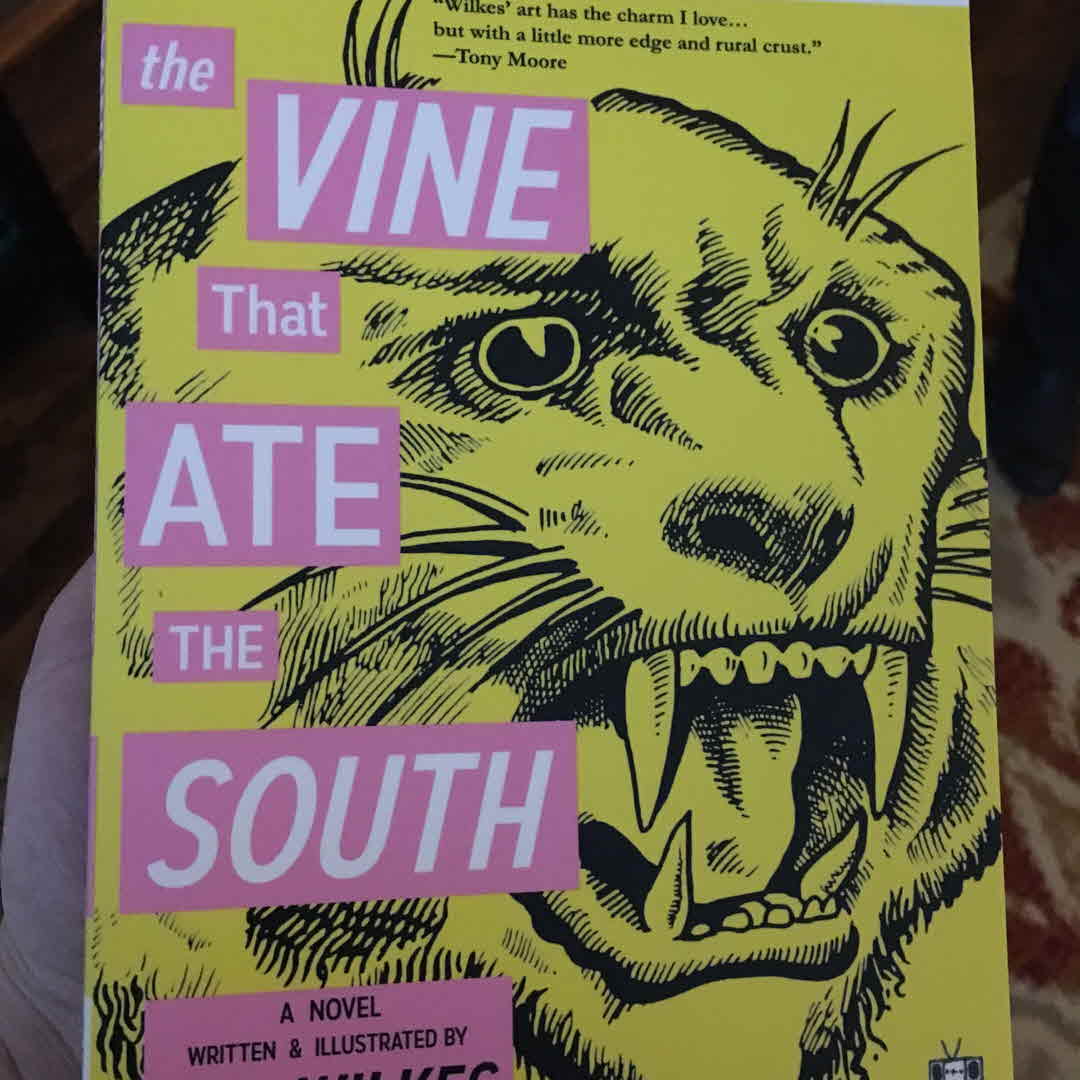 “Wilkes’ art has the charm I love…
but with a little more edge and rural crust.”
—Tony Moore
the
VINE
That
ATE
THE
SOUTH
A NOVEL
WRITTEN & ILLUSTRATED BY
WILKES